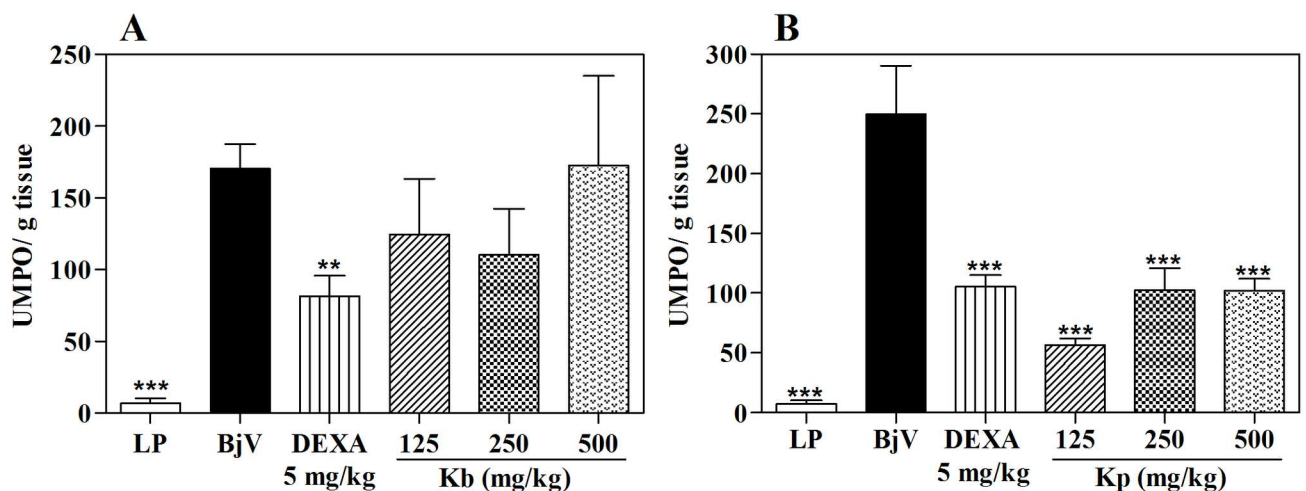 A
UMPO/ g tissue
250
200
150
100
50
0
***
**
LP
BjV
DEXA
5 mg/kg
125
250
500
Kb (mg/kg)
B
UMPO/ g tissue
300
250
200
150
100
50
0
***
***
***
***
***
LP
BjV
DEXA
5 mg/kg
125
250
500
Kp (mg/kg)